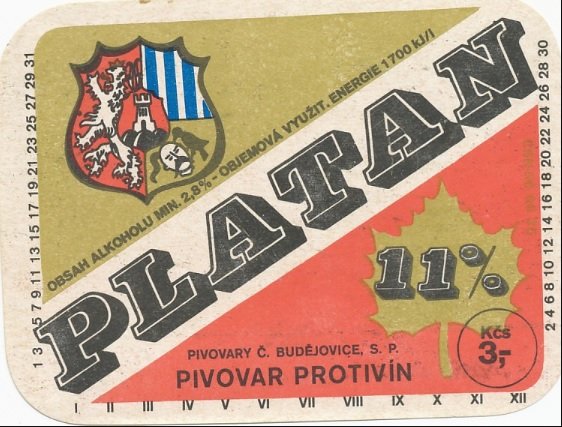 1 3 5 7 9 11 13 15 17 19 21 23 25 27 29 31
OBSAH ALKOHOLU MIN. 2,8% - OBJEMOVÁ VYUŽIT. ENERGIE 1700 kJ/l
PLATAN
11%
Kčs
3,-
PIVOVARY Č. BUDĚJOVICE, S. P.
PIVOVAR PROTIVÍN
2 4 6 8 10 12 14 16 18 20 22 24 26 28 30
I II III IV V VI VII VIII IX X XI XII